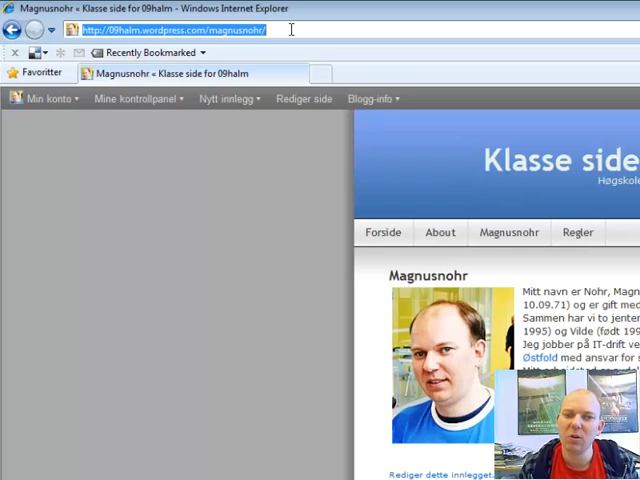 Magnusnohr « Klasse side for 09halm - Windows Internet Explorer
http://09halm.wordpress.com/magnusnohr/
Recently Bookmarked
Favoritter
Magnusnohr « Klasse side for 09halm
Min konto
Mine kontrollpanel
Nytt innlegg
Rediger side
Blogg-info
Klasse side
Høgskole
Forside
About
Magnusnohr
Regler
Magnusnohr
Mitt navn er Nohr, Magn
10.09.71) og er gift med
Sammen har vi to jenter
1995) og Vilde (født 199
Jeg jobber på IT-drift ve
Østfold med ansvar for s
Rediger dette innlegget.